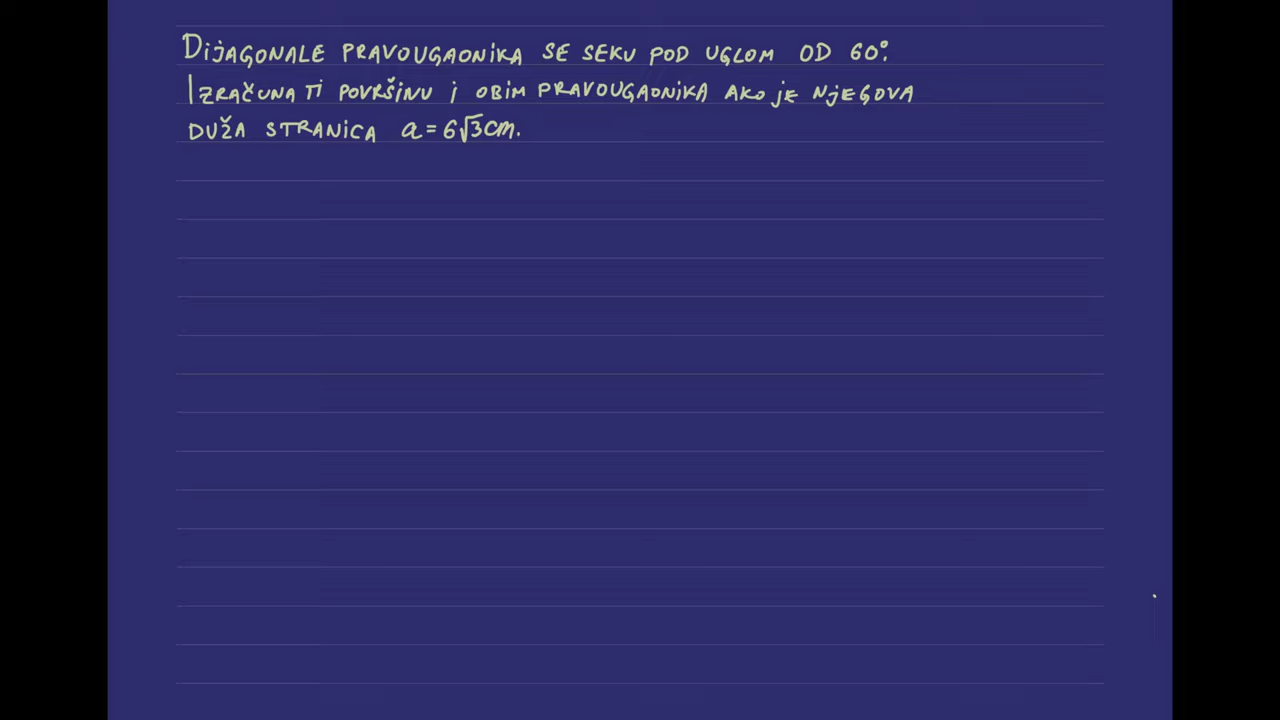 DIJAGONALE PRAVOUGAONIKA SE SEKU POD UGLOM OD 60°.
IZRAČUNATI POVRŠINU I OBIM PRAVOUGAONIKA AKO JE NJEGOVA
DUŽA STRANICA a=6√3cm.